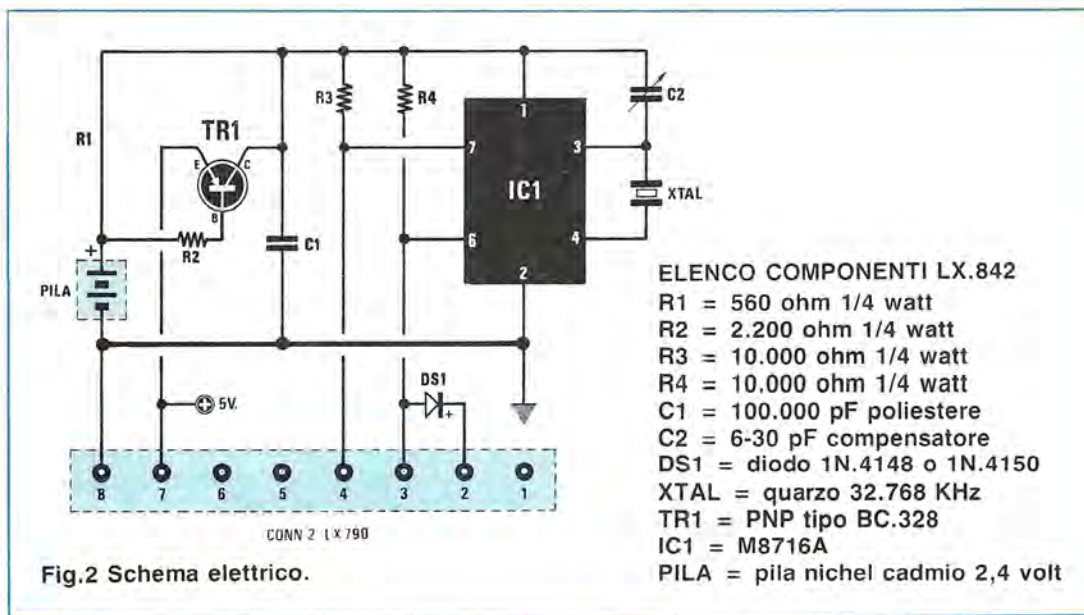 R1
TR1
E
C
B
R2
+
PILA
C1
R3
R4
1
7
3
IC1
6
4
2
C2
XTAL
5V.
DS1
+
8
7
6
5
4
3
2
1
CONN 2 LX 790
Fig.2 Schema elettrico.
ELENCO COMPONENTI LX.842
R1 = 560 ohm 1/4 watt
R2 = 2.200 ohm 1/4 watt
R3 = 10.000 ohm 1/4 watt
R4 = 10.000 ohm 1/4 watt
C1 = 100.000 pF poliestere
C2 = 6-30 pF compensatore
DS1 = diodo 1N.4148 o 1N.4150
XTAL = quarzo 32.768 KHz
TR1 = PNP tipo BC.328
IC1 = M8716A
PILA = pila nichel cadmio 2,4 volt